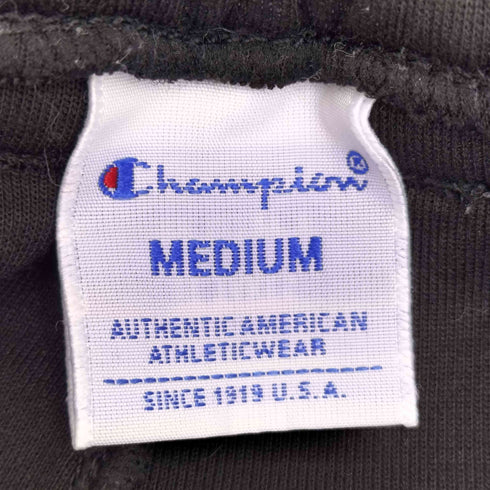 Champion®
MEDIUM
AUTHENTIC AMERICAN
ATHLETICWEAR
SINCE 1919 U.S.A.